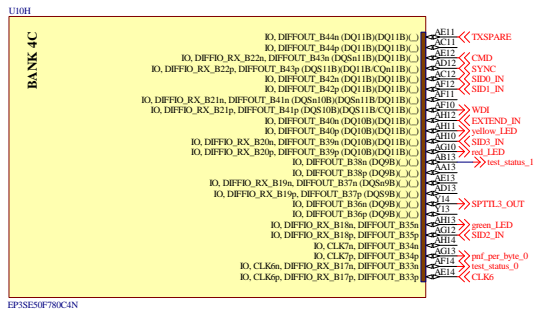 U10H
BANK 4C
IO, DIFFOUT_B44n (DQ11B)(DQ11B)(_) AE11 TXSPARE
IO, DIFFOUT_B44p (DQ11B)(_)(_) AC11
IO, DIFFIO_RX_B22n, DIFFOUT_B43n (DQSn11B)(DQ11B)(_) AE12 CMD
IO, DIFFIO_RX_B22p, DIFFOUT_B43p (DQS11B)(DQ11B/CQn11B)(_) AD12 SYNC
IO, DIFFOUT_B42n (DQ11B)(DQ11B)(_) AC12 SID0_IN
IO, DIFFOUT_B42p (DQ11B)(DQ11B)(_) AF12 SID1_IN
IO, DIFFIO_RX_B21n, DIFFOUT_B41n (DQSn10B)(DQSn11B/DQ11B)(_) AF11
IO, DIFFIO_RX_B21p, DIFFOUT_B41p (DQS10B)(DQS11B/CQ11B)(_) AF10 WDI
IO, DIFFOUT_B40n (DQ10B)(DQ11B)(_) AH12 EXTEND_IN
IO, DIFFOUT_B40p (DQ10B)(DQ11B)(_) AH11 yellow_LED
IO, DIFFIO_RX_B20n, DIFFOUT_B39n (DQ10B)(DQ11B)(_) AH10 SID3_IN
IO, DIFFIO_RX_B20p, DIFFOUT_B39p (DQ10B)(DQ11B)(_) AG10 red_LED
IO, DIFFOUT_B38n (DQ9B)(_)(_) AB13 test_status_1
IO, DIFFOUT_B38p (DQ9B)(_)(_) AA13
IO, DIFFIO_RX_B19n, DIFFOUT_B37n (DQSn9B)(_)(_) AE13
IO, DIFFIO_RX_B19p, DIFFOUT_B37p (DQS9B)(_)(_) AD13
IO, DIFFOUT_B36n (DQ9B)(_)(_) Y14 SPTTL3_OUT
IO, DIFFOUT_B36p (DQ9B)(_)(_) Y13
IO, DIFFIO_RX_B18n, DIFFOUT_B35n AH13 green_LED
IO, DIFFIO_RX_B18p, DIFFOUT_B35p AG12 SID2_IN
IO, CLK7n, DIFFOUT_B34n AH14
IO, CLK7p, DIFFOUT_B34p AG13 pnf_per_byte_0
IO, CLK6n, DIFFIO_RX_B17n, DIFFOUT_B33n AF14 test_status_0
IO, CLK6p, DIFFIO_RX_B17p, DIFFOUT_B33p AE14 CLK6
EP3SE50F780C4N